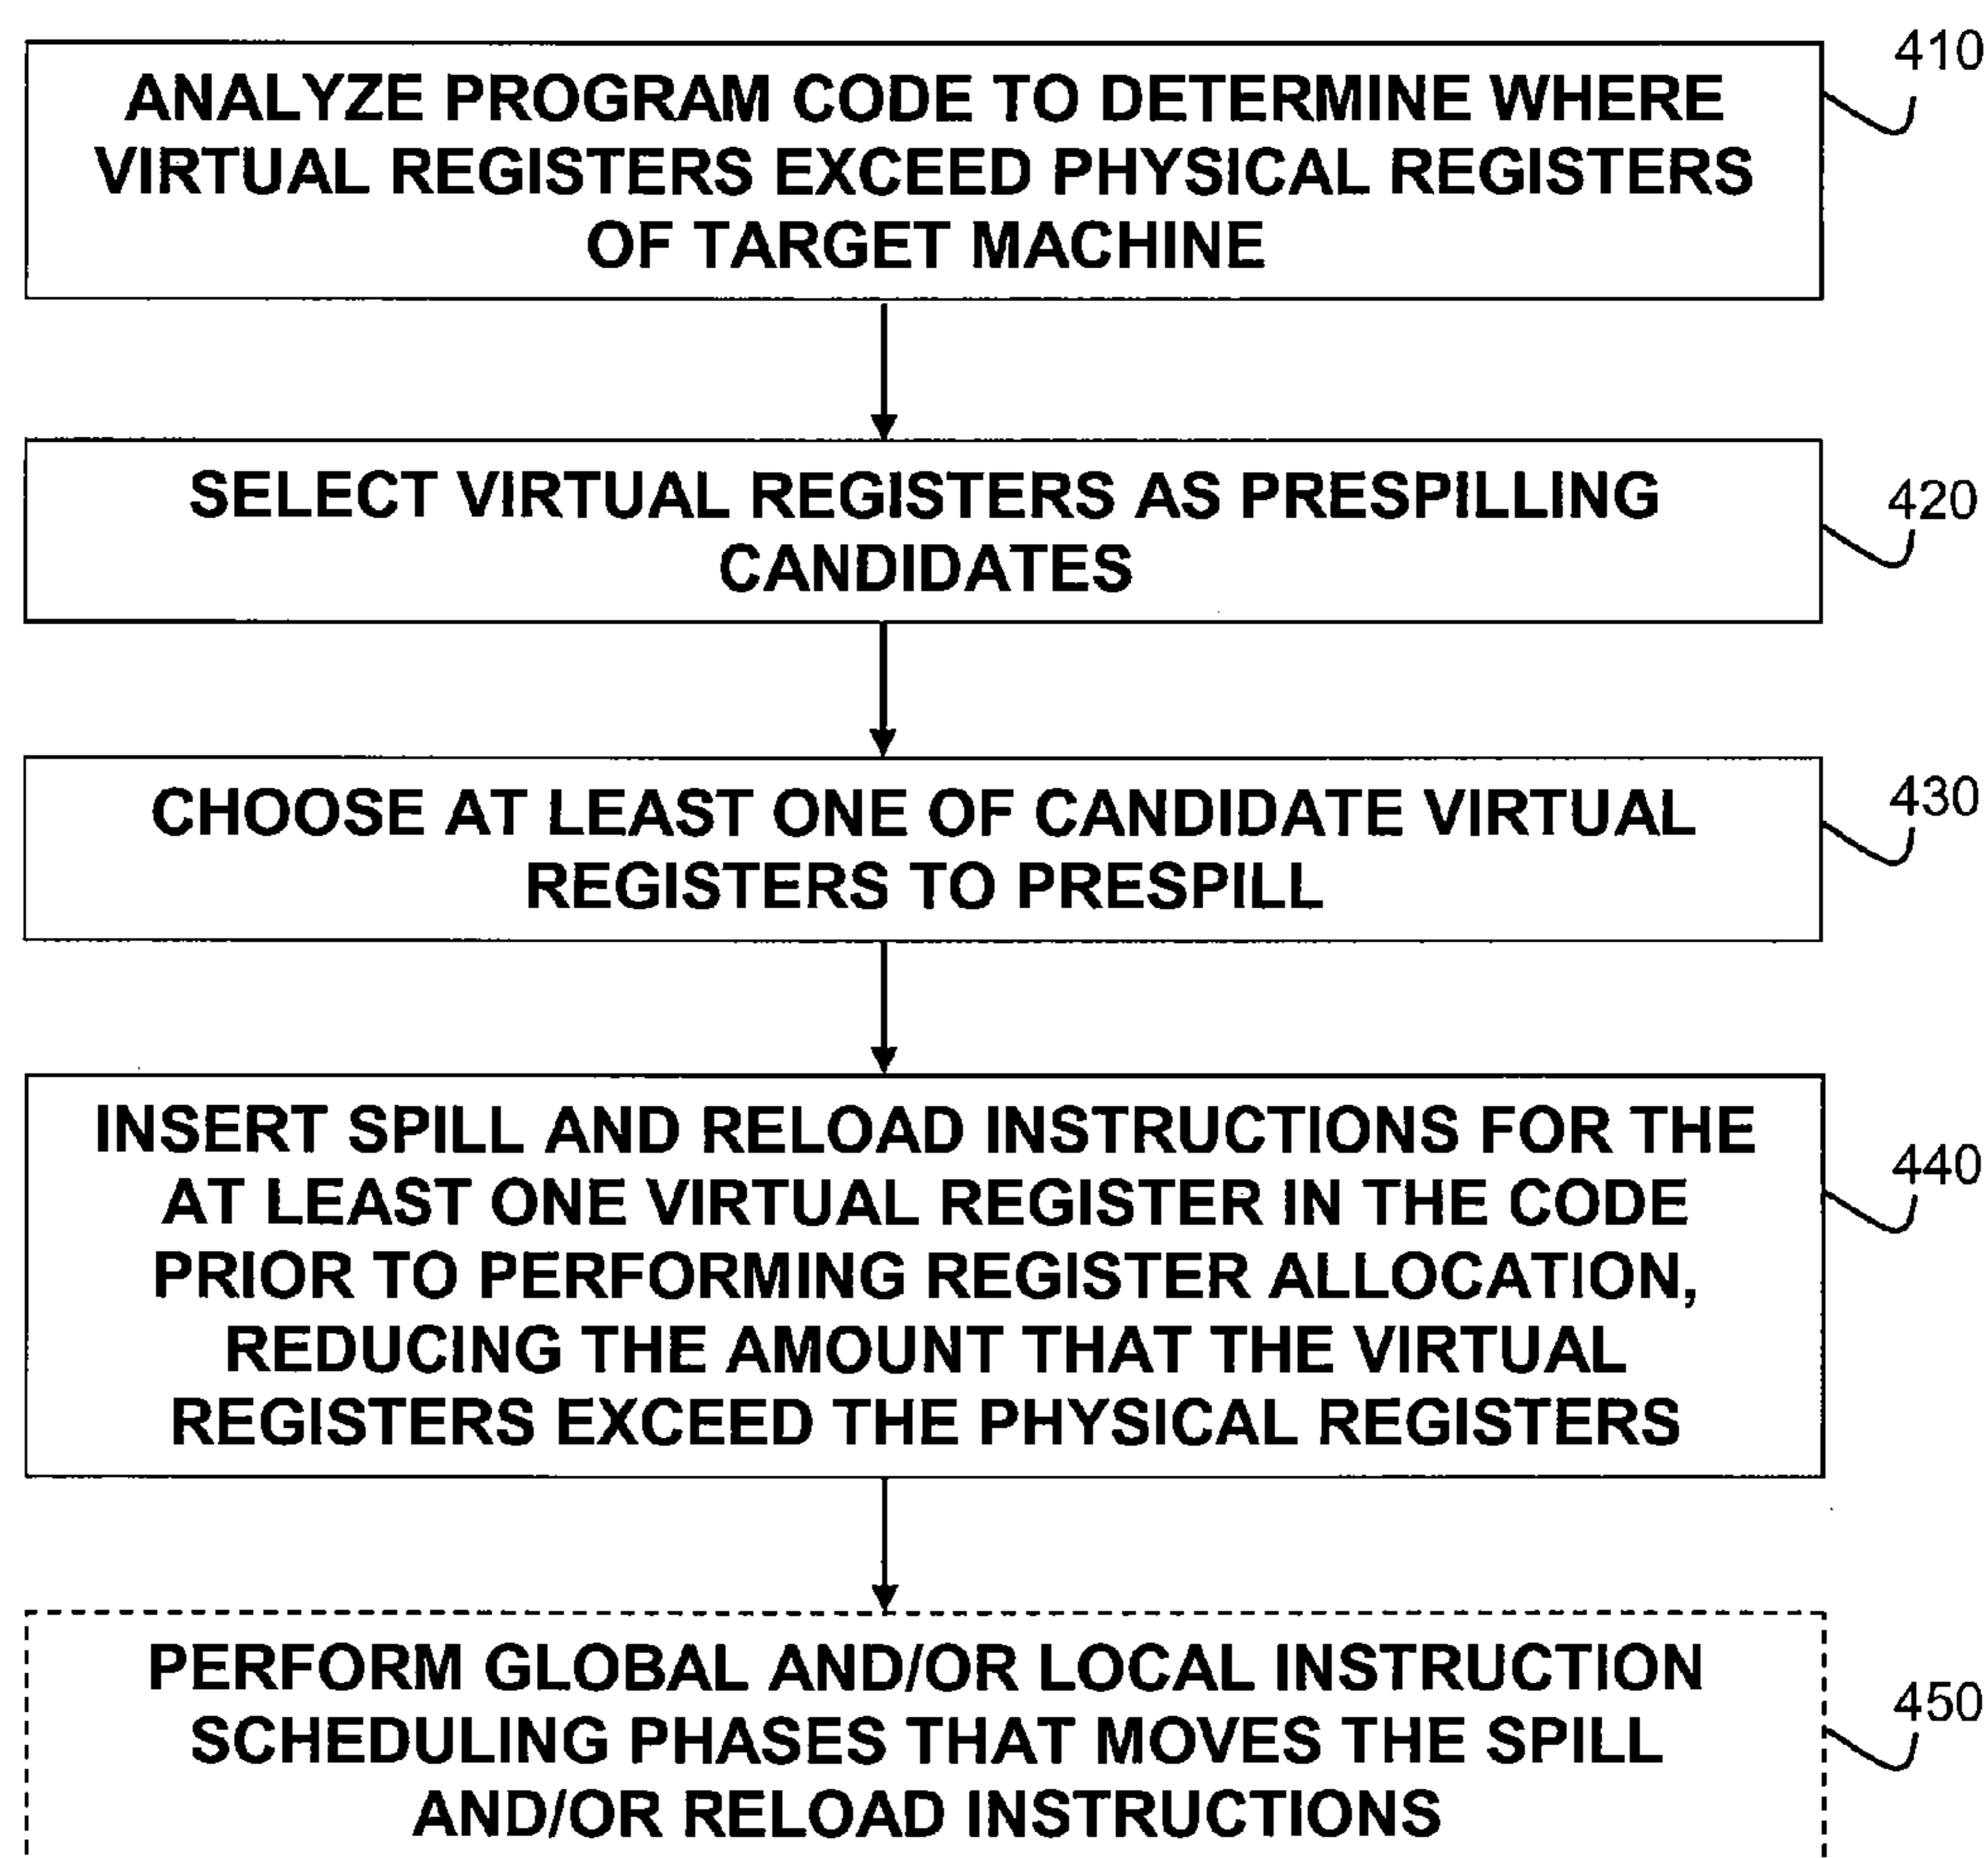 410
ANALYZE PROGRAM CODE TO DETERMINE WHERE
VIRTUAL REGISTERS EXCEED PHYSICAL REGISTERS
OF TARGET MACHINE
420
SELECT VIRTUAL REGISTERS AS PRESPILLING
CANDIDATES
430
CHOOSE AT LEAST ONE OF CANDIDATE VIRTUAL
REGISTERS TO PRESPILL
440
INSERT SPILL AND RELOAD INSTRUCTIONS FOR THE
AT LEAST ONE VIRTUAL REGISTER IN THE CODE
PRIOR TO PERFORMING REGISTER ALLOCATION,
REDUCING THE AMOUNT THAT THE VIRTUAL
REGISTERS EXCEED THE PHYSICAL REGISTERS
450
PERFORM GLOBAL AND/OR LOCAL INSTRUCTION
SCHEDULING PHASES THAT MOVES THE SPILL
AND/OR RELOAD INSTRUCTIONS